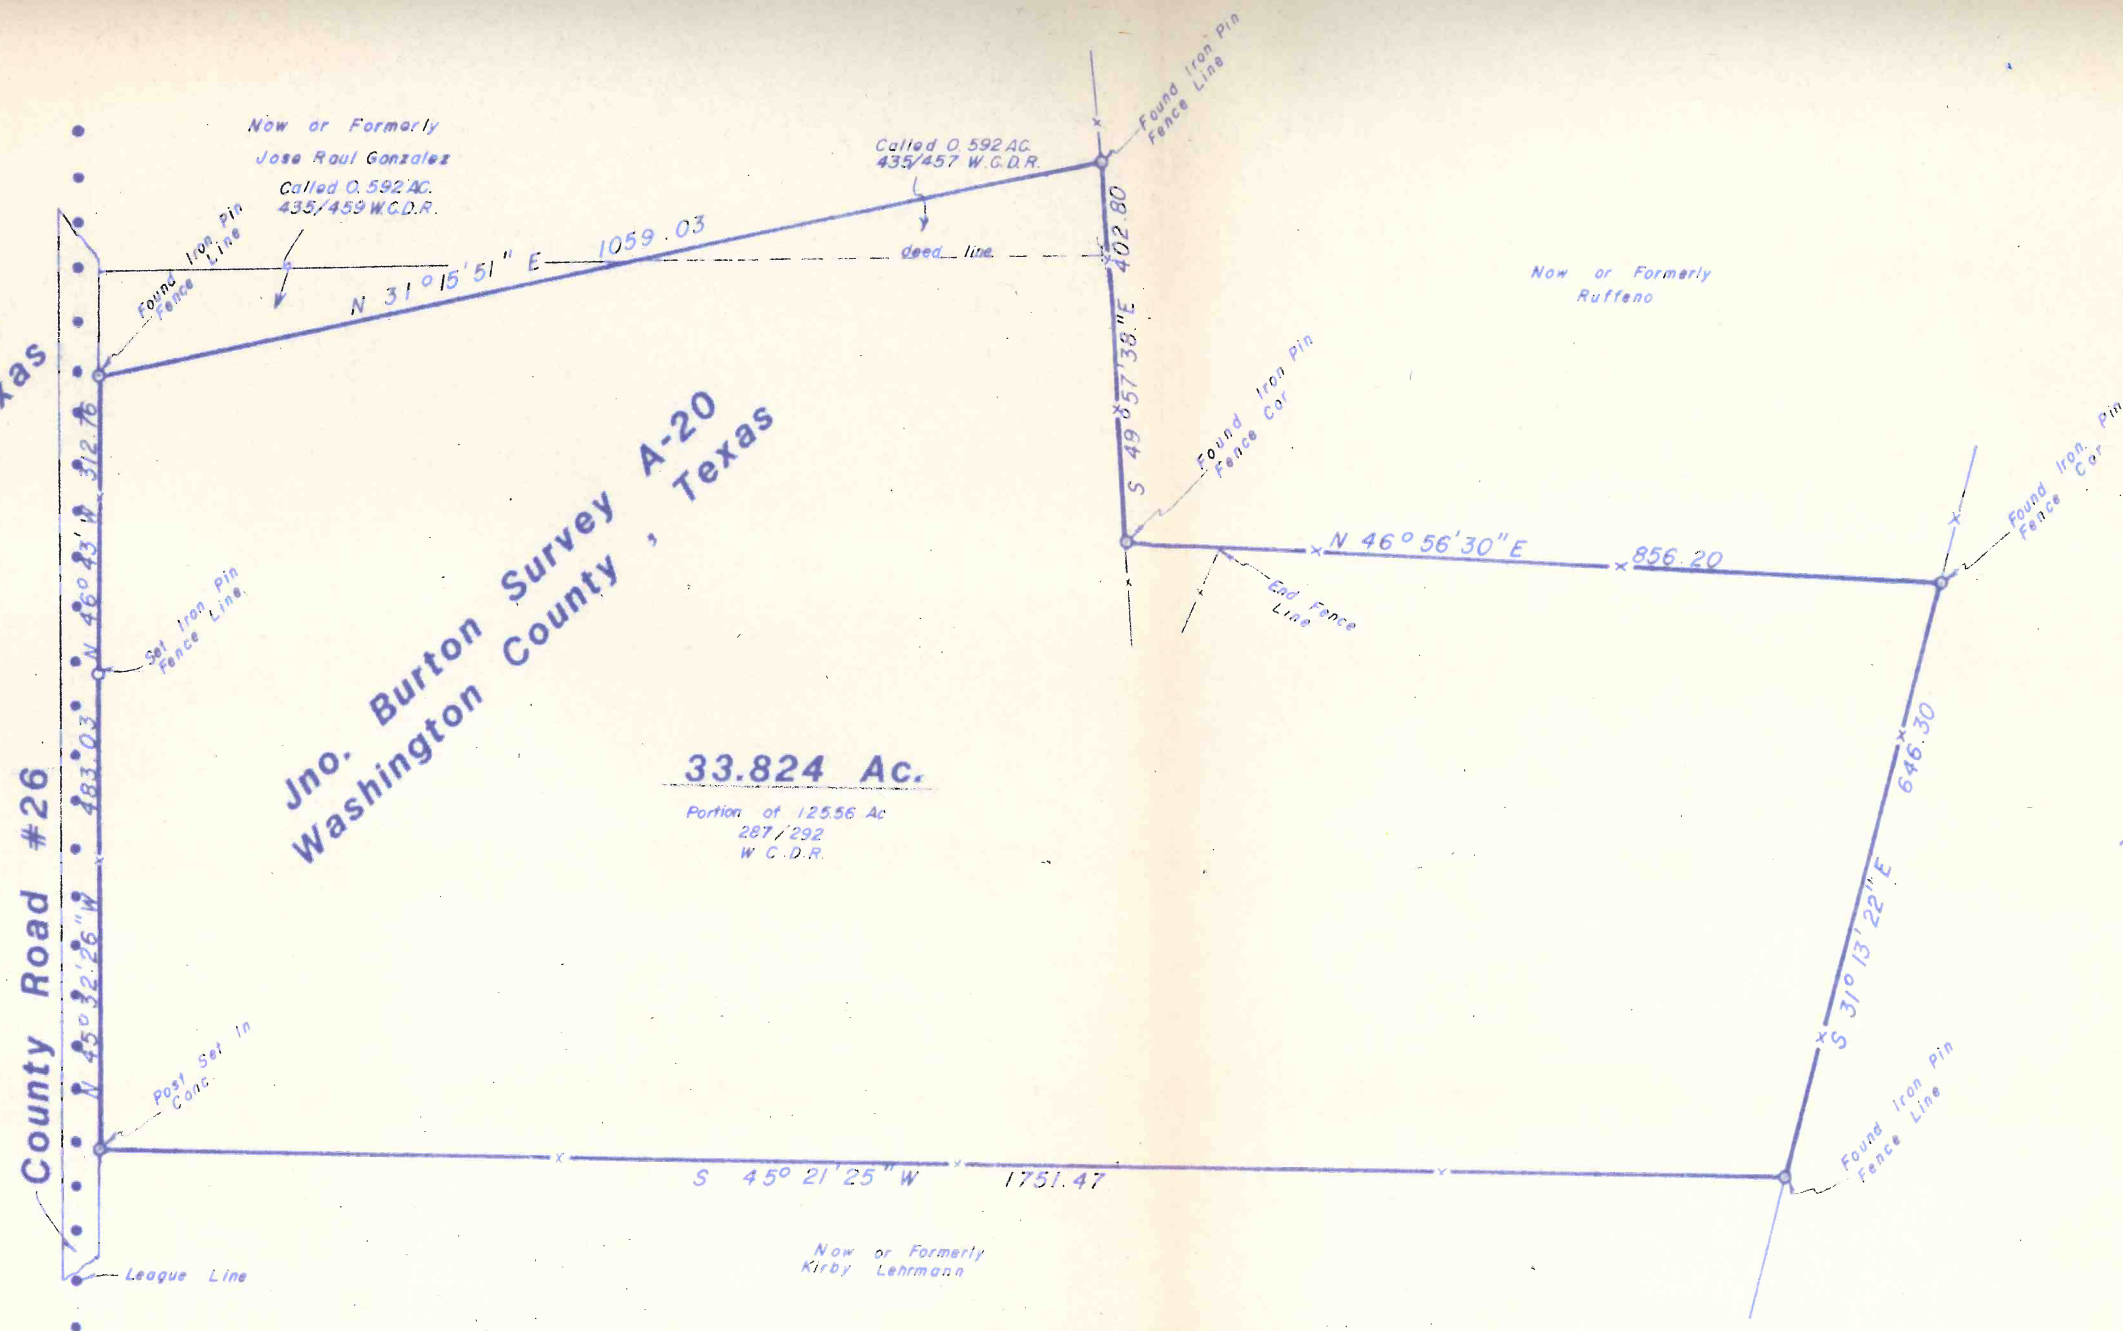 Now or Formerly
Jose Raul Gonzalez
Called 0.592 AC.
435/459 W.C.D.R.
Called 0.592 AC.
435/457 W.C.D.R.
Found Iron Pin
Fence Line
Found Iron Pin
Fence Line
N 31° 15' 51" E 1059.03
deed line
S 49° 57' 38" E 402.80
Now or Formerly
Ruffeno
Found Iron Pin
Fence Cor
Found Iron Pin
Fence Cor
N 46° 56' 30" E 856.20
End Fence
Line
N 46° 43' W 312.76
Set Iron Pin
Fence Line.
Jno. Burton Survey A-20
Washington County, Texas
33.824 Ac.
Portion of 125.56 Ac
287/292
W.C.D.R.
S 31° 13' 22" E 646.30
County Road #26
N 45° 32' 26" W 483.03
Post Set In
Conc.
Found Iron Pin
Fence Line
S 45° 21' 25" W 1751.47
Now or Formerly
Kirby Lehrmann
League Line